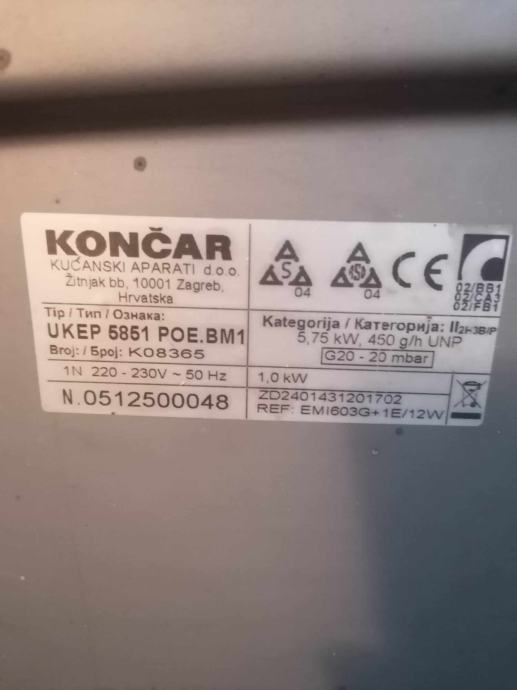 KONČAR
KUĆANSKI APARATI d.o.o.
Žitnjak bb, 10001 Zagreb,
Hrvatska
A
A S A
04
A
A ISI A
04
CE
02/BB1
02/CA3
02/FB1
Tip / Тип / Ознака:
UKEP 5851 POE.BM1
Broj: / Број: K08365
Kategorija / Категорија: II2H3B/P
5,75 kW, 450 g/h UNP
G20 - 20 mbar
1N 220 - 230V ~ 50 Hz
1,0 kW
N.0512500048
ZD2401431201702
REF: EMI603G+1E/12W